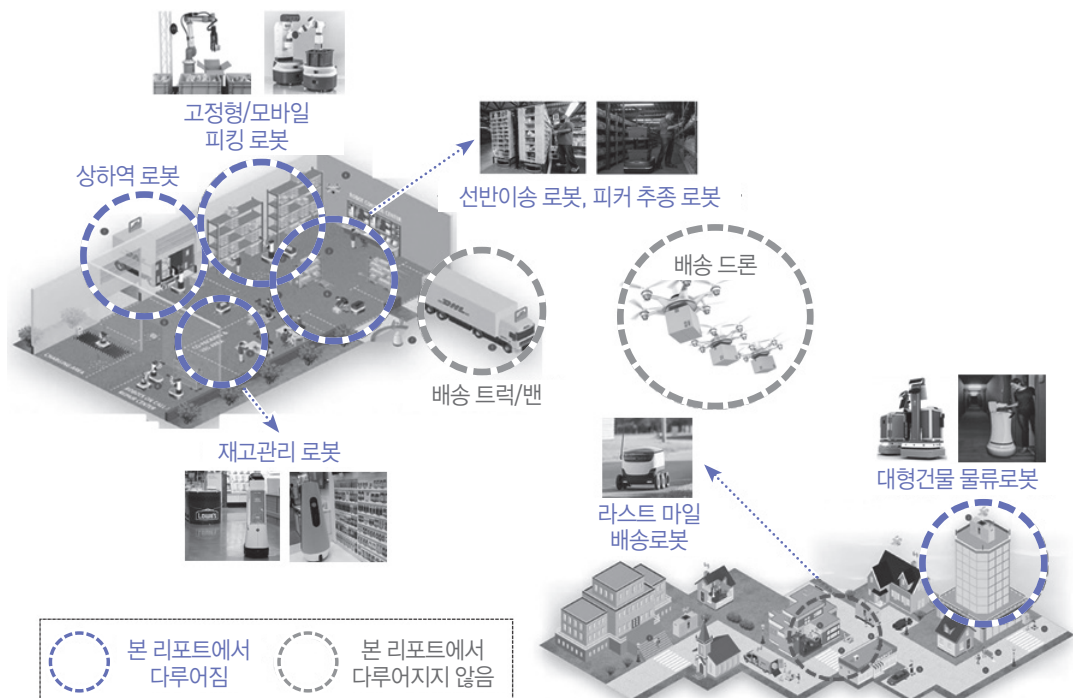 고정형/모바일
피킹 로봇
상하역 로봇
선반이송 로봇, 피커 추종 로봇
배송 드론
배송 트럭/밴
재고관리 로봇
라스트 마일
배송로봇
대형건물 물류로봇
본 리포트에서
다루어짐
본 리포트에서
다루어지지 않음
DHL
LOWE'S
CHARGING AREA